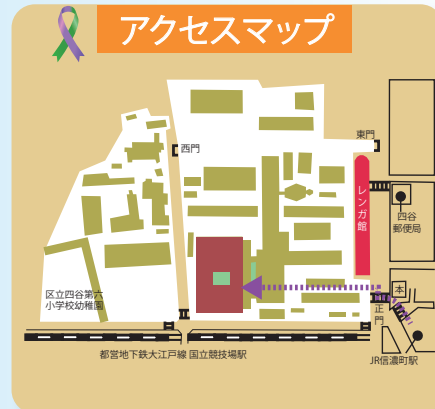 アクセスマップ
東門
西門
レンガ館
四谷
郵便局
区立四谷第六
小学校幼稚園
本
正門
都営地下鉄大江戸線 国立競技場駅
JR信濃町駅